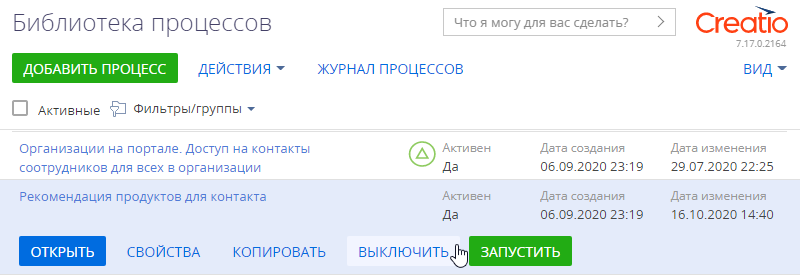 Библиотека процессов
Что я могу для вас сделать?
Creatio
7.17.0.2164
ДОБАВИТЬ ПРОЦЕСС
ДЕЙСТВИЯ
ЖУРНАЛ ПРОЦЕССОВ
ВИД
Активные
Фильтры/группы
Организации на портале. Доступ на контакты
соотрудников для всех в организации
Активен
Да
Дата создания
06.09.2020 23:19
Дата изменения
29.07.2020 22:25
Рекомендация продуктов для контакта
Активен
Да
Дата создания
06.09.2020 23:19
Дата изменения
16.10.2020 14:40
ОТКРЫТЬ
СВОЙСТВА
КОПИРОВАТЬ
ВЫКЛЮЧИТЬ
ЗАПУСТИТЬ